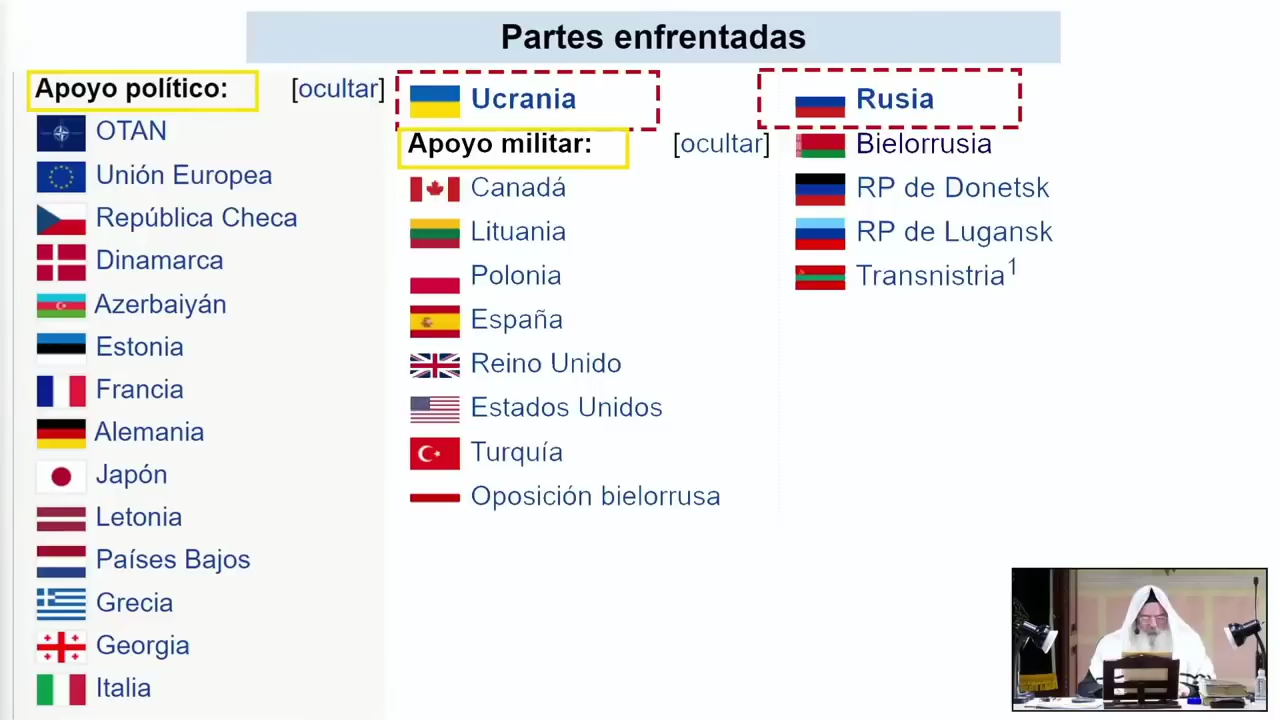 Partes enfrentadas
Apoyo político: [ocultar]
OTAN
Unión Europea
República Checa
Dinamarca
Azerbaiyán
Estonia
Francia
Alemania
Japón
Letonia
Países Bajos
Grecia
Georgia
Italia
Ucrania
Apoyo militar: [ocultar]
Canadá
Lituania
Polonia
España
Reino Unido
Estados Unidos
Turquía
Oposición bielorrusa
Rusia
Bielorrusia
RP de Donetsk
RP de Lugansk
Transnistria¹